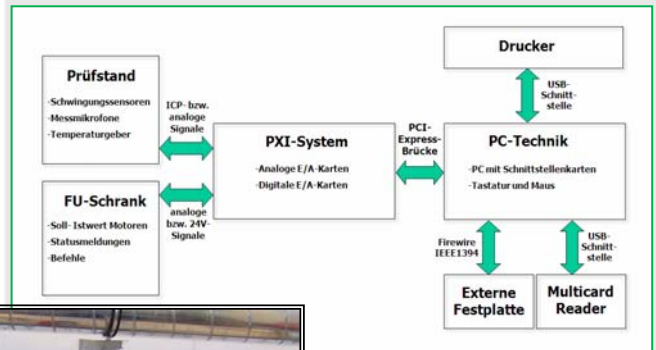 Prüfstand
-Schwingungssensoren
-Messmikrofone
-Temperaturgeber
ICP- bzw.
analoge
Signale
FU-Schrank
-Soll- Istwert Motoren
-Statusmeldungen
-Befehle
analoge
bzw. 24V-
Signale
PXI-System
-Analoge E/A-Karten
-Digitale E/A-Karten
PCI-
Express-
Brücke
Drucker
USB-
Schnitt-
stelle
PC-Technik
-PC mit Schnittstellenkarten
-Tastatur und Maus
Firewire
IEEE1394
USB-
Schnitt-
stelle
Externe
Festplatte
Multicard
Reader